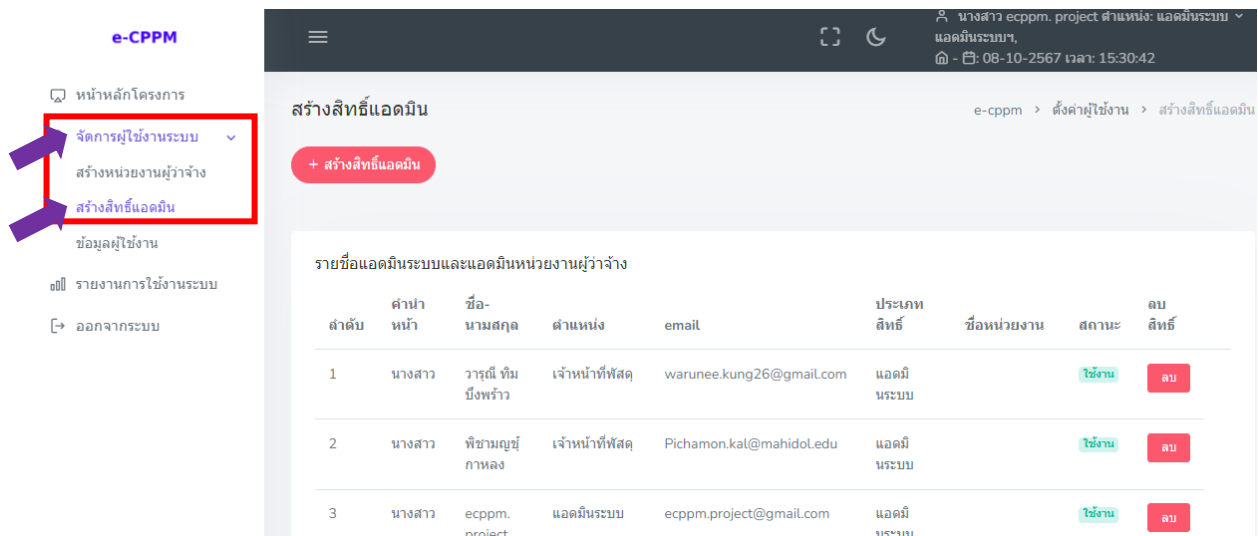 e-CPPM
นางสาว ecppm. project ตำแหน่ง: แอดมินระบบ
แอดมินระบบฯ,
- : 08-10-2567 เวลา: 15:30:42
หน้าหลักโครงการ
จัดการผู้ใช้งานระบบ
สร้างหน่วยงานผู้ว่าจ้าง
สร้างสิทธิ์แอดมิน
ข้อมูลผู้ใช้งาน
รายงานการใช้งานระบบ
ออกจากระบบ
สร้างสิทธิ์แอดมิน
e-cppm > ตั้งค่าผู้ใช้งาน > สร้างสิทธิ์แอดมิน
+ สร้างสิทธิ์แอดมิน
รายชื่อแอดมินระบบและแอดมินหน่วยงานผู้ว่าจ้าง
คำนำ ชื่อ- ประเภท ลบ
ลำดับ หน้า นามสกุล ตำแหน่ง email สิทธิ์ ชื่อหน่วยงาน สถานะ สิทธิ์
1 นางสาว วารุณี ทิม เจ้าหน้าที่พัสดุ warunee.kung26@gmail.com แอดมิ ใช้งาน ลบ
บึงพร้าว นระบบ
2 นางสาว พิชามญชุ์ เจ้าหน้าที่พัสดุ Pichamon.kal@mahidol.edu แอดมิ ใช้งาน ลบ
กาหลง นระบบ
3 นางสาว ecppm. แอดมินระบบ ecppm.project@gmail.com แอดมิ ใช้งาน ลบ
project นระบบ